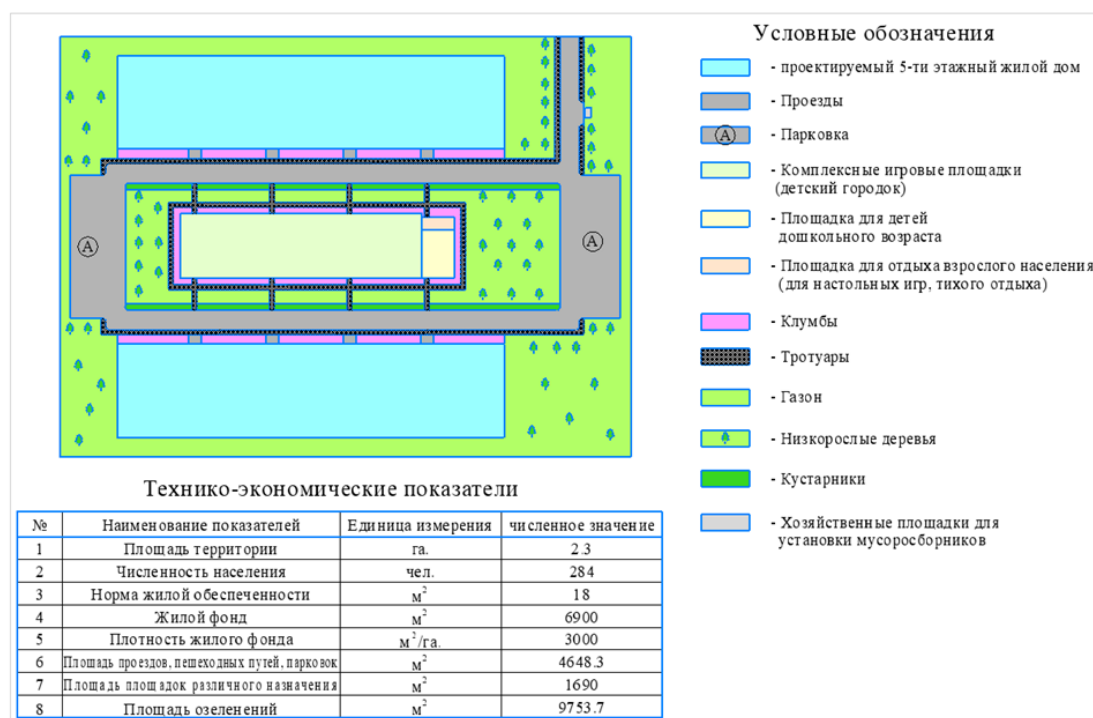 Условные обозначения
- проектируемый 5-ти этажный жилой дом
- Проезды
А
- Парковка
- Комплексные игровые площадки
(детский городок)
- Площадка для детей
дошкольного возраста
- Площадка для отдыха взрослого населения
(для настольных игр, тихого отдыха)
- Клумбы
- Тротуары
- Газон
- Низкорослые деревья
- Кустарники
- Хозяйственные площадки для
установки мусоросборников
А
А
Технико-экономические показатели
№ Наименование показателей Единица измерения численное значение
1 Площадь территории га. 2.3
2 Численность населения чел. 284
3 Норма жилой обеспеченности м² 18
4 Жилой фонд м² 6900
5 Плотность жилого фонда м²/га. 3000
6 Площадь проездов, пешеходных путей, парковок м² 4648.3
7 Площадь площадок различного назначения м² 1690
8 Площадь озеленений м² 9753.7